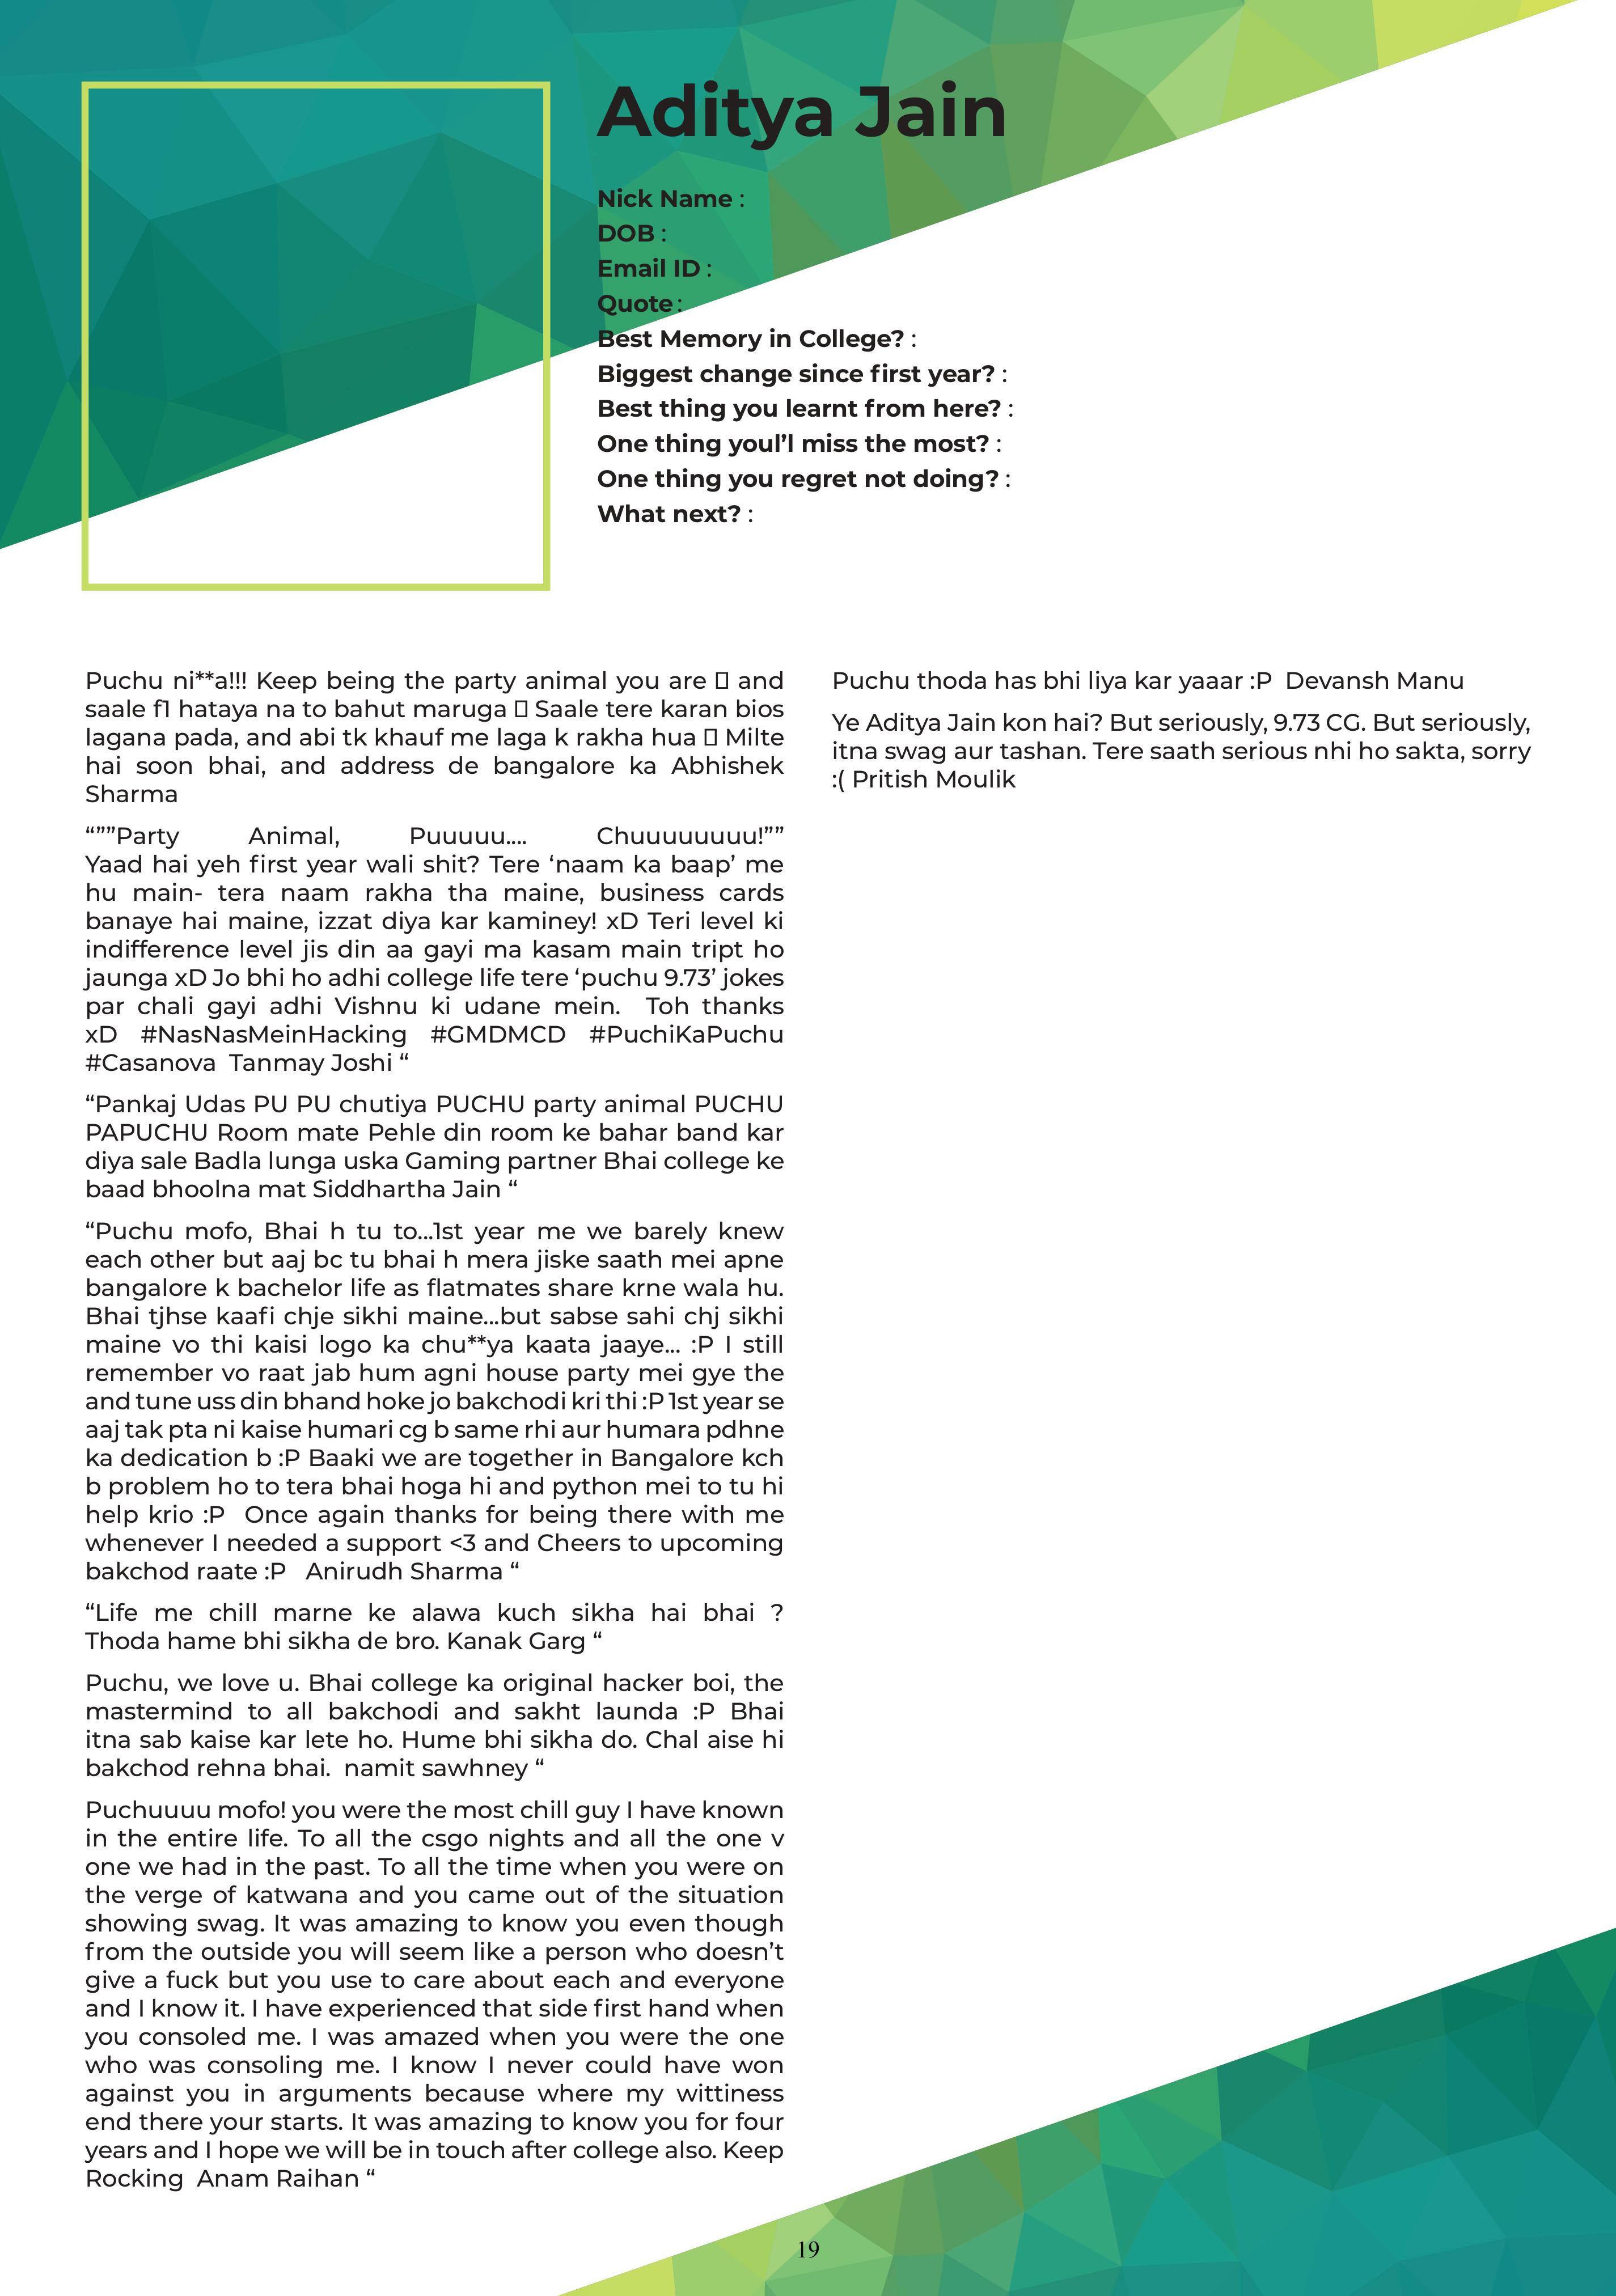 Aditya Jain
Nick Name :
DOB :
Email ID :
Quote :
Best Memory in College? :
Biggest change since first year? :
Best thing you learnt from here? :
One thing youl’l miss the most? :
One thing you regret not doing? :
What next? :
Puchu ni**a!!! Keep being the party animal you are  and
saale f1 hataya na to bahut maruga  Saale tere karan bios
lagana pada, and abi tk khauf me laga k rakha hua  Milte
hai soon bhai, and address de bangalore ka Abhishek
Sharma
“””Party Animal, Puuuuu.... Chuuuuuuuu!””
Yaad hai yeh first year wali shit? Tere ‘naam ka baap’ me
hu main- tera naam rakha tha maine, business cards
banaye hai maine, izzat diya kar kaminey! xD Teri level ki
indifference level jis din aa gayi ma kasam main tript ho
jaunga xD Jo bhi ho adhi college life tere ‘puchu 9.73’ jokes
par chali gayi adhi Vishnu ki udane mein. Toh thanks
xD #NasNasMeinHacking #GMDMCD #PuchiKaPuchu
#Casanova Tanmay Joshi “
“Pankaj Udas PU PU chutiya PUCHU party animal PUCHU
PAPUCHU Room mate Pehle din room ke bahar band kar
diya sale Badla lunga uska Gaming partner Bhai college ke
baad bhoolna mat Siddhartha Jain “
“Puchu mofo, Bhai h tu to...1st year me we barely knew
each other but aaj bc tu bhai h mera jiske saath mei apne
bangalore k bachelor life as flatmates share krne wala hu.
Bhai tjhse kaafi chje sikhi maine...but sabse sahi chj sikhi
maine vo thi kaisi logo ka chu**ya kaata jaaye... :P I still
remember vo raat jab hum agni house party mei gye the
and tune uss din bhand hoke jo bakchodi kri thi :P 1st year se
aaj tak pta ni kaise humari cg b same rhi aur humara pdhne
ka dedication b :P Baaki we are together in Bangalore kch
b problem ho to tera bhai hoga hi and python mei to tu hi
help krio :P Once again thanks for being there with me
whenever I needed a support <3 and Cheers to upcoming
bakchod raate :P Anirudh Sharma “
“Life me chill marne ke alawa kuch sikha hai bhai ?
Thoda hame bhi sikha de bro. Kanak Garg “
Puchu, we love u. Bhai college ka original hacker boi, the
mastermind to all bakchodi and sakht launda :P Bhai
itna sab kaise kar lete ho. Hume bhi sikha do. Chal aise hi
bakchod rehna bhai. namit sawhney “
Puchuuuu mofo! you were the most chill guy I have known
in the entire life. To all the csgo nights and all the one v
one we had in the past. To all the time when you were on
the verge of katwana and you came out of the situation
showing swag. It was amazing to know you even though
from the outside you will seem like a person who doesn’t
give a fuck but you use to care about each and everyone
and I know it. I have experienced that side first hand when
you consoled me. I was amazed when you were the one
who was consoling me. I know I never could have won
against you in arguments because where my wittiness
end there your starts. It was amazing to know you for four
years and I hope we will be in touch after college also. Keep
Rocking Anam Raihan “
Puchu thoda has bhi liya kar yaaar :P Devansh Manu
Ye Aditya Jain kon hai? But seriously, 9.73 CG. But seriously,
itna swag aur tashan. Tere saath serious nhi ho sakta, sorry
:( Pritish Moulik
19